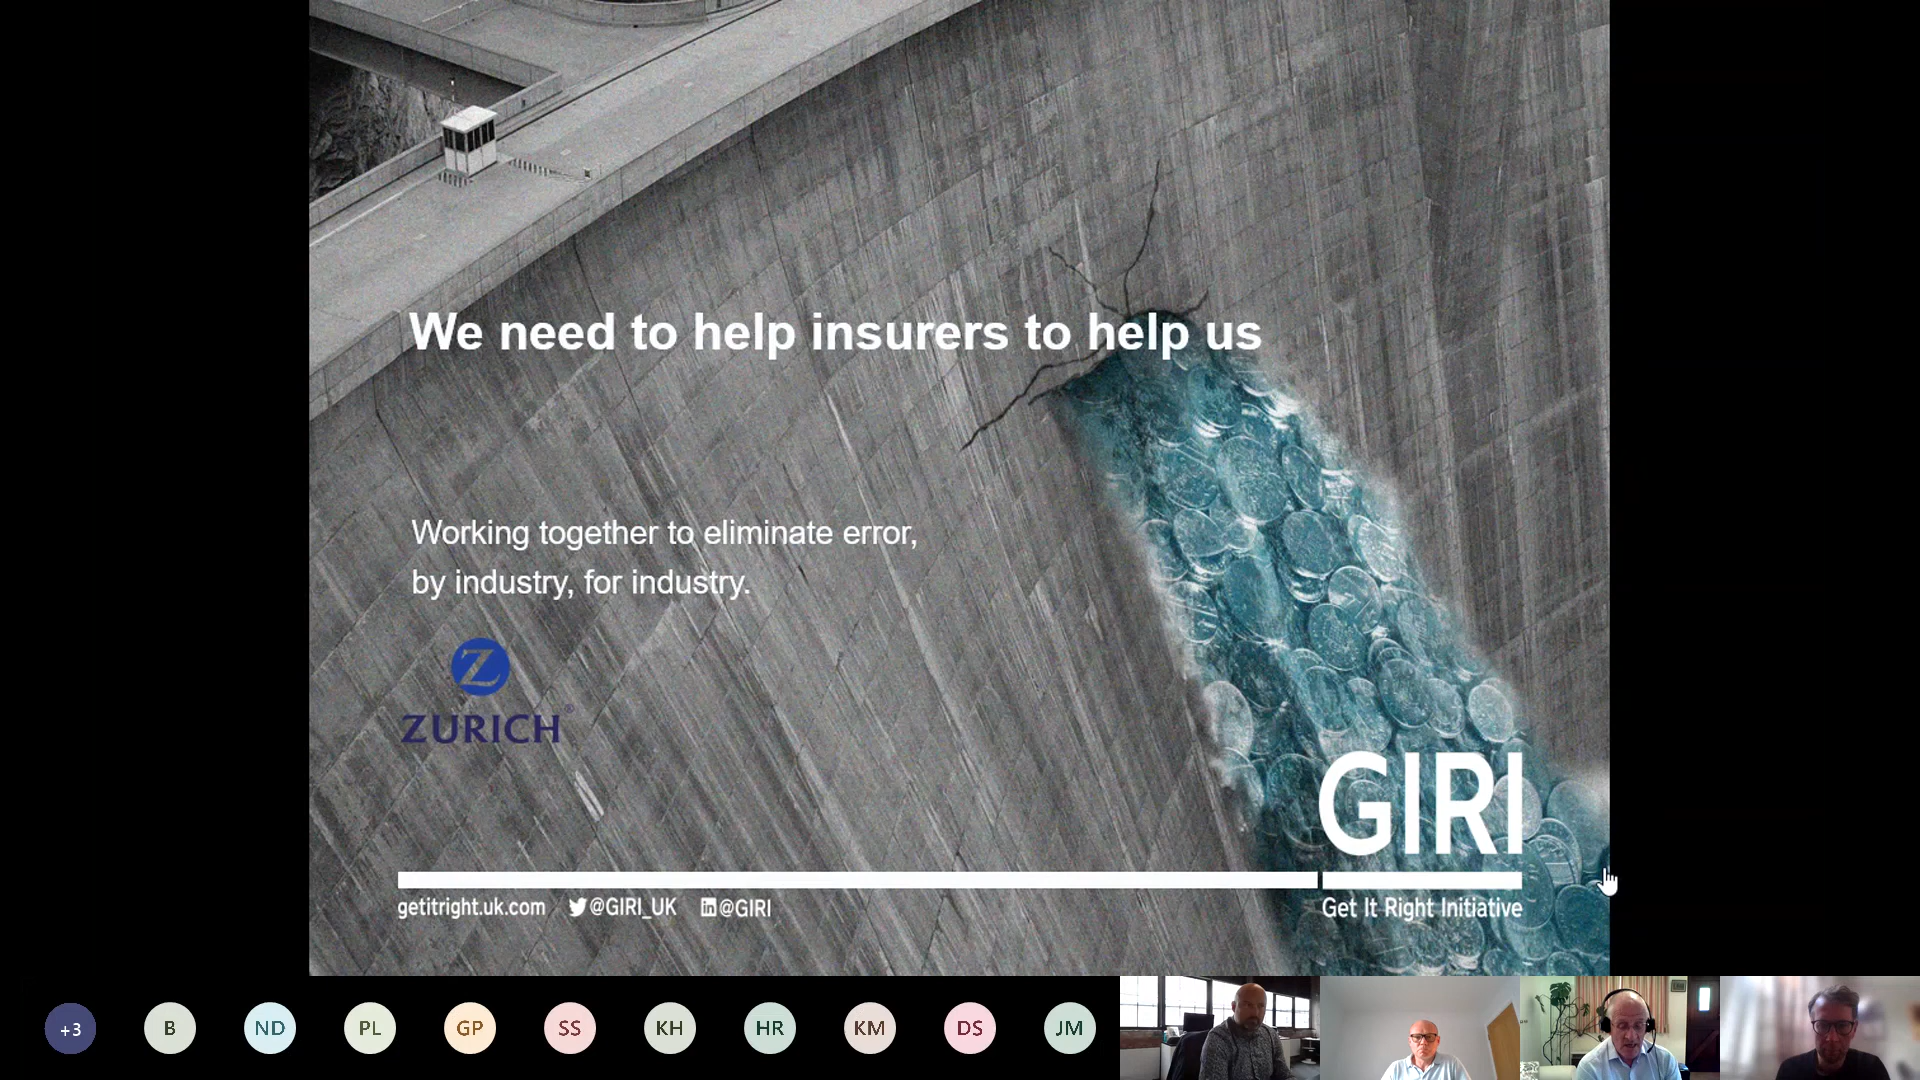 We need to help insurers to help us
Working together to eliminate error,
by industry, for industry.
Z
ZURICH®
GIRI
getitright.uk.com @GIRI_UK @GIRI
Get It Right Initiative
+3 B ND PL GP SS KH HR KM DS JM